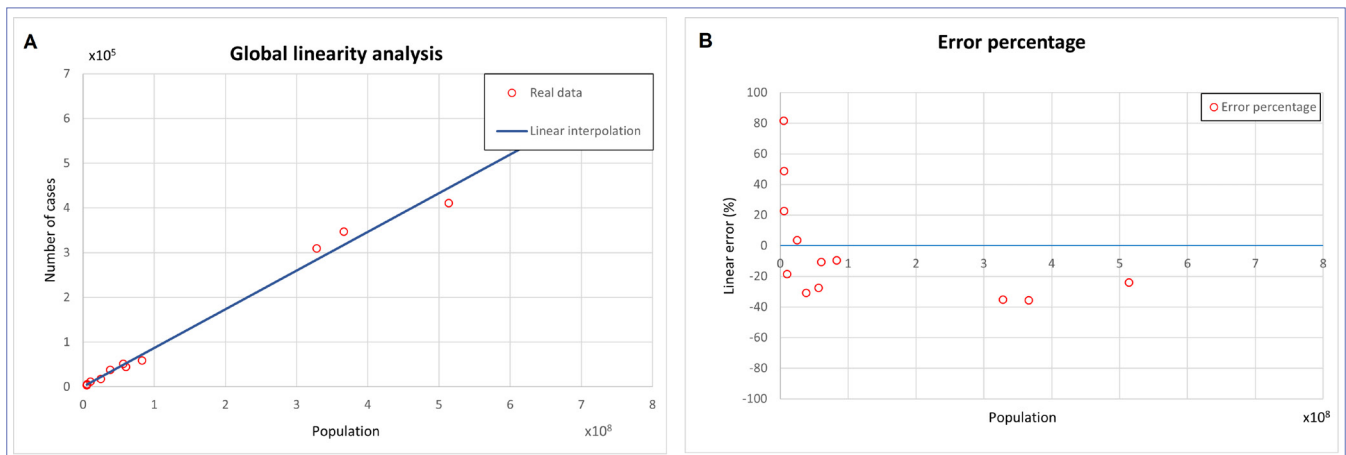 A
x10⁵
Global linearity analysis
7
6
5
4
3
2
1
0
Number of cases
Real data
Linear interpolation
0 1 2 3 4 5 6 7 8
Population
x10⁸
B
Error percentage
100
80
60
40
20
0
-20
-40
-60
-80
-100
Linear error (%)
Error percentage
0 1 2 3 4 5 6 7 8
Population
x10⁸